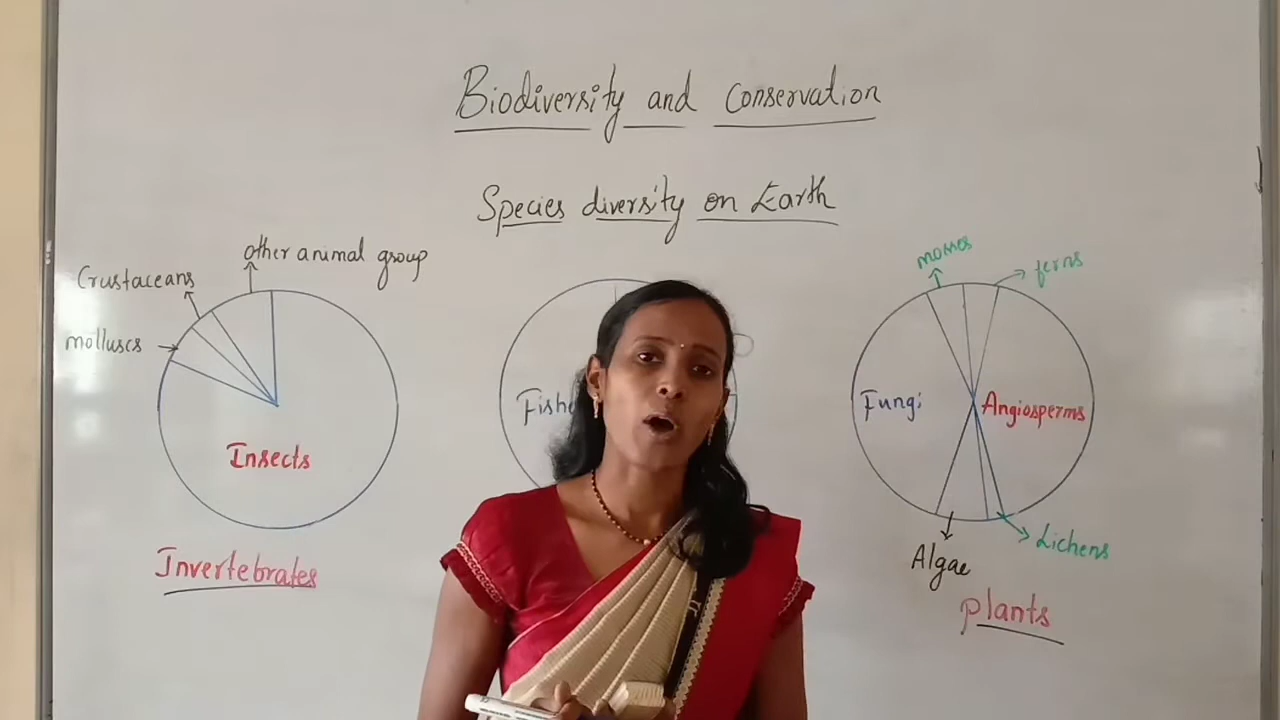 Biodiversity and conservation
Species diversity on Earth
other animal group
Crustaceans
molluscs
Insects
Invertebrates
mosses
ferns
Fungi
Angiosperms
Lichens
Algae
plants